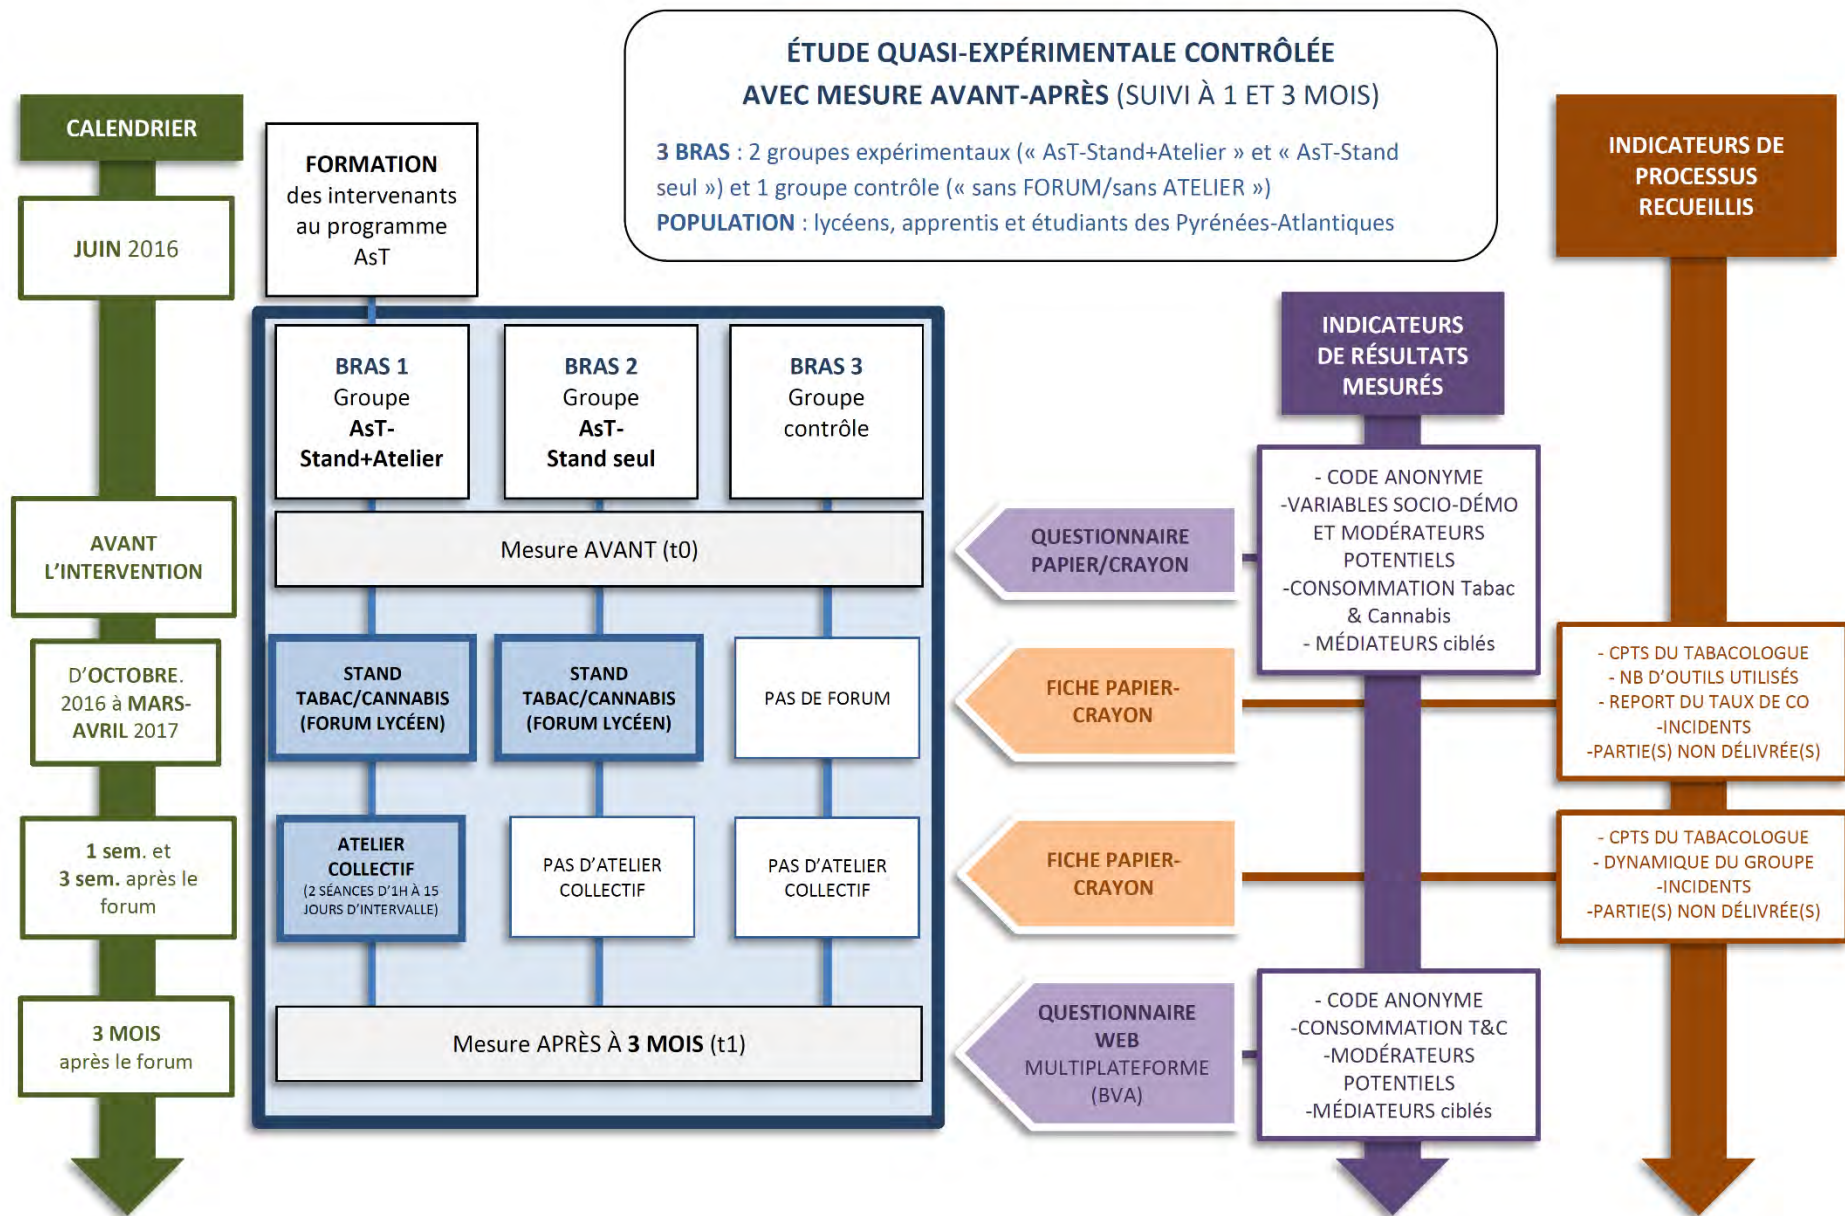 ÉTUDE QUASI-EXPÉRIMENTALE CONTRÔLÉE
AVEC MESURE AVANT-APRÈS (SUIVI À 1 ET 3 MOIS)
3 BRAS : 2 groupes expérimentaux (« AsT-Stand+Atelier » et « AsT-Stand
seul ») et 1 groupe contrôle (« sans FORUM/sans ATELIER »)
POPULATION : lycéens, apprentis et étudiants des Pyrénées-Atlantiques
CALENDRIER
JUIN 2016
AVANT
L'INTERVENTION
D'OCTOBRE.
2016 à MARS-
AVRIL 2017
1 sem. et
3 sem. après le
forum
3 MOIS
après le forum
FORMATION
des intervenants
au programme
AsT
BRAS 1
Groupe
AsT-
Stand+Atelier
BRAS 2
Groupe
AsT-
Stand seul
BRAS 3
Groupe
contrôle
Mesure AVANT (t0)
STAND
TABAC/CANNABIS
(FORUM LYCÉEN)
STAND
TABAC/CANNABIS
(FORUM LYCÉEN)
PAS DE FORUM
ATELIER
COLLECTIF
(2 SÉANCES D'1H À 15
JOURS D'INTERVALLE)
PAS D'ATELIER
COLLECTIF
PAS D'ATELIER
COLLECTIF
Mesure APRÈS À 3 MOIS (t1)
QUESTIONNAIRE
PAPIER/CRAYON
FICHE PAPIER-
CRAYON
FICHE PAPIER-
CRAYON
QUESTIONNAIRE
WEB
MULTIPLATEFORME
(BVA)
INDICATEURS
DE RÉSULTATS
MESURÉS
- CODE ANONYME
-VARIABLES SOCIO-DÉMO
ET MODÉRATEURS
POTENTIELS
-CONSOMMATION Tabac
& Cannabis
- MÉDIATEURS ciblés
- CODE ANONYME
-CONSOMMATION T&C
-MODÉRATEURS
POTENTIELS
-MÉDIATEURS ciblés
INDICATEURS DE
PROCESSUS
RECUEILLIS
- CPTS DU TABACOLOGUE
- NB D'OUTILS UTILISÉS
- REPORT DU TAUX DE CO
-INCIDENTS
-PARTIE(S) NON DÉLIVRÉE(S)
- CPTS DU TABACOLOGUE
- DYNAMIQUE DU GROUPE
-INCIDENTS
-PARTIE(S) NON DÉLIVRÉE(S)